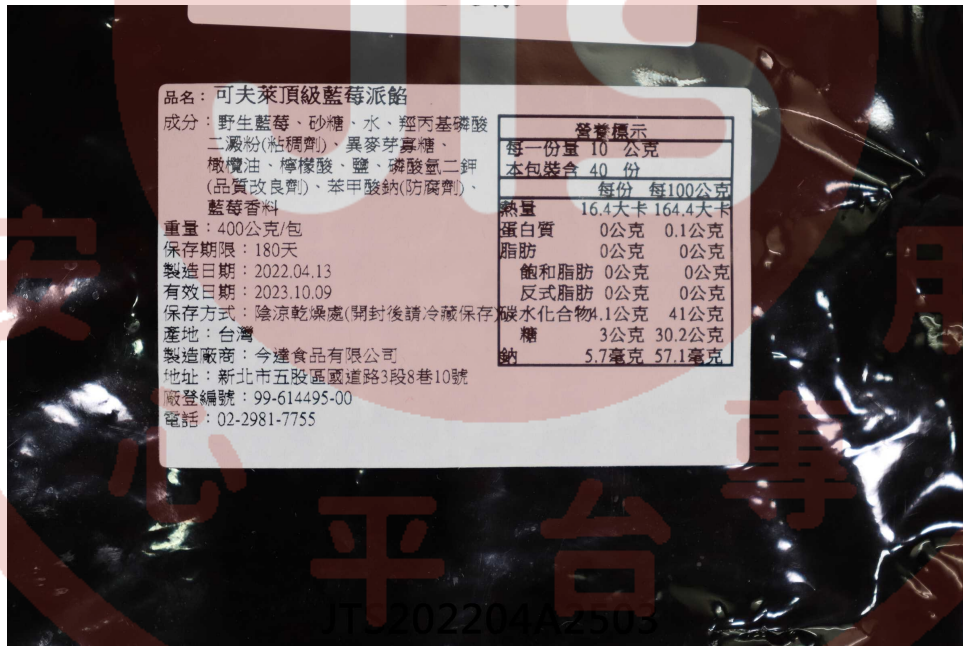 品名：可夫萊頂級藍莓派餡
成分：野生藍莓、砂糖、水、羥丙基磷酸
二澱粉(粘稠劑)、異麥芽寡糖、
橄欖油、檸檬酸、鹽、磷酸氫二鉀
(品質改良劑)、苯甲酸鈉(防腐劑)、
藍莓香料
重量：400公克/包
保存期限：180天
製造日期：2022.04.13
有效日期：2023.10.09
保存方式：陰涼乾燥處(開封後請冷藏保存)
產地：台灣
製造廠商：今達食品有限公司
地址：新北市五股區國道路3段8巷10號
廠登編號：99-614495-00
電話：02-2981-7755
營養標示
每一份量 10 公克
本包裝含 40 份
每份 每100公克
熱量 16.4大卡 164.4大卡
蛋白質 0公克 0.1公克
脂肪 0公克 0公克
飽和脂肪 0公克 0公克
反式脂肪 0公克 0公克
碳水化合物 4.1公克 41公克
糖 3公克 30.2公克
鈉 5.7毫克 57.1毫克
JTS
安心平台專用
JTS202204A2503